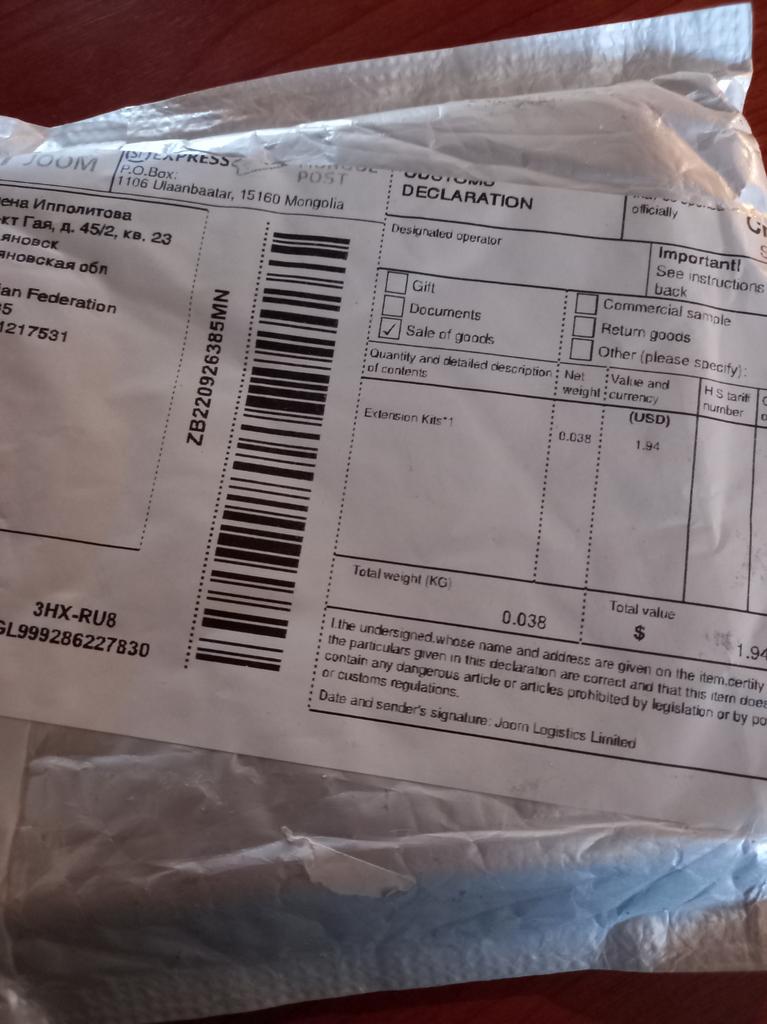 JOOM
EXPRESS
P.O.Box:
1106 Ulaanbaatar, 15160 Mongolia
POST
CUSTOMS
DECLARATION
officially
Designated operator
Important!
See instructions
back
Gift
Documents
✓ Sale of goods
Commercial sample
Return goods
Other (please specify):
Quantity and detailed description
of contents
Net
weight
Value and
currency
(USD)
H S tariff
number
Extension Kits*1
0.038
1.94
Total weight (KG)
0.038
Total value
$
1.94
I.the undersigned.whose name and address are given on the item.certify
the particulars given in this declaration are correct and that this item does
contain any dangerous article or articles prohibited by legislation or by
or customs regulations.
Date and sender's signature: Joom Logistics Limited
Ипполитова
Гая, д. 45/2, кв. 23
обл
Federation
1217531
ZB220926385MN
3HX-RU8
GL999286227830